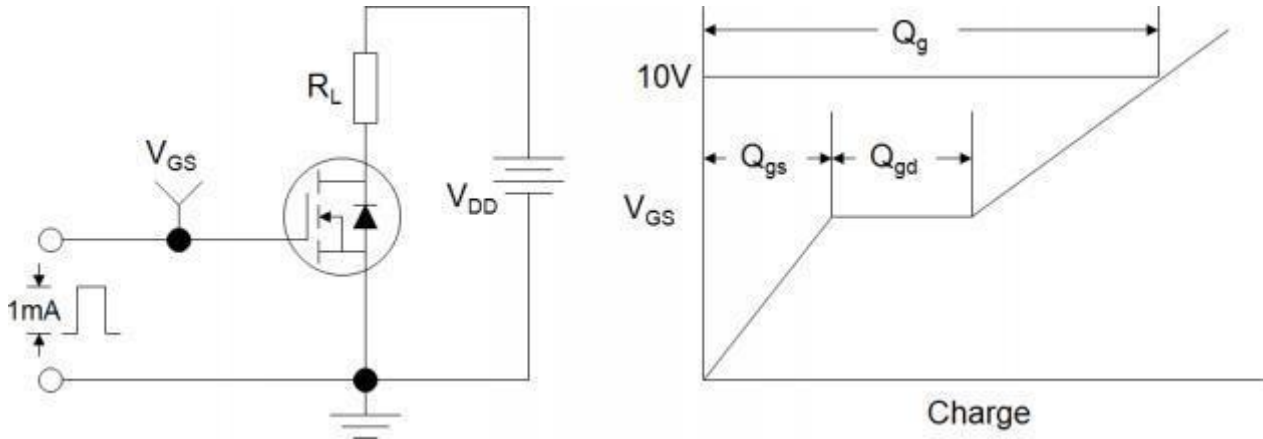 R_L
V_GS
V_DD
1mA
Q_g
10V
Q_gs Q_gd
V_GS
Charge